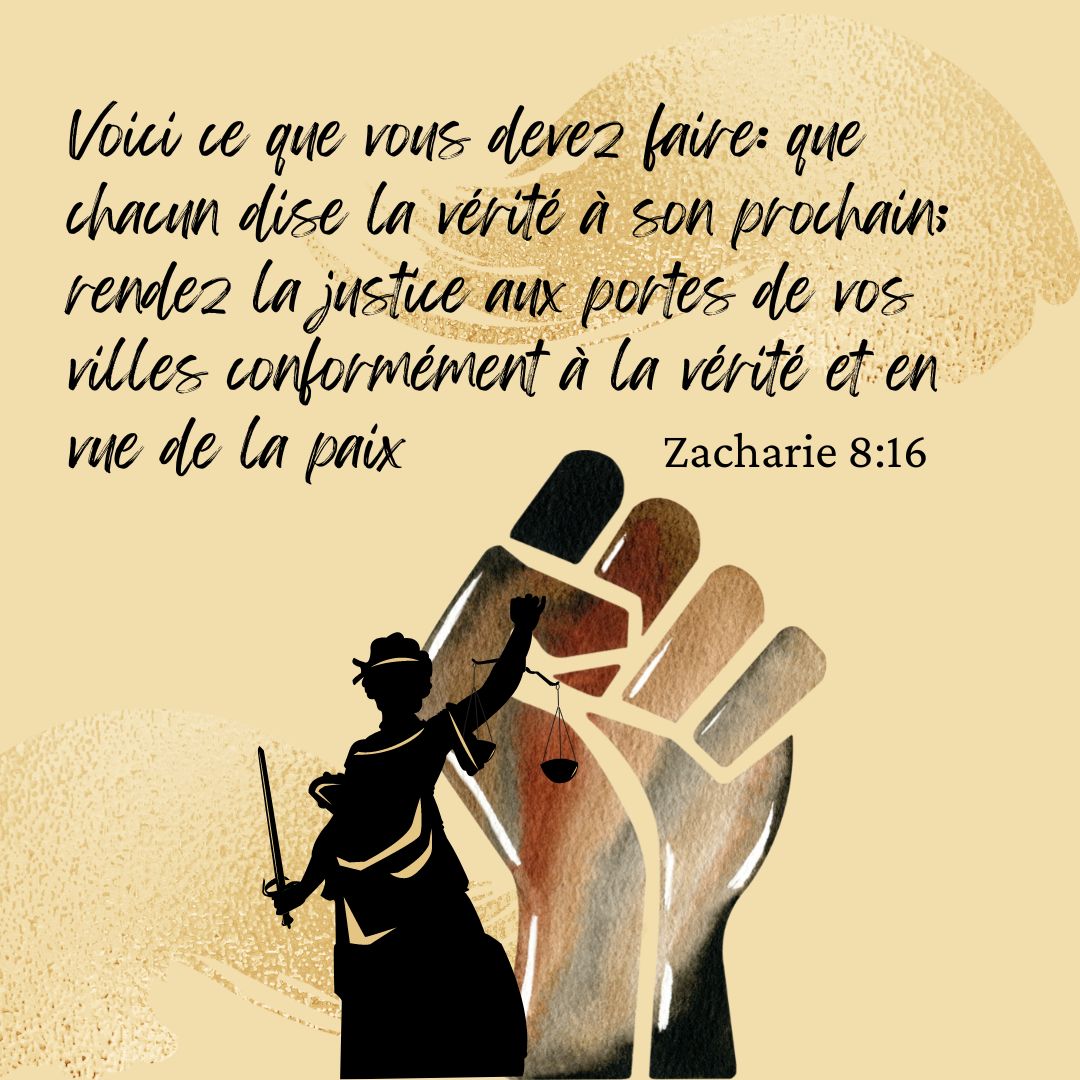 Voici ce que vous devez faire: que
chacun dise la vérité à son prochain;
rendez la justice aux portes de vos
villes conformément à la vérité et en
vue de la paix
Zacharie 8:16